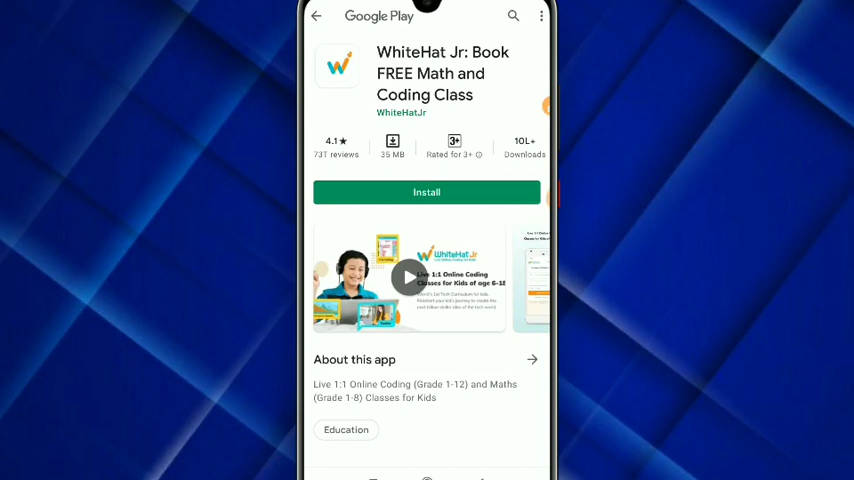 Google Play
WhiteHat Jr: Book
FREE Math and
Coding Class
WhiteHatJr
4.1★
73T reviews
35 MB
3+
Rated for 3+
10L+
Downloads
Install
WhiteHat Jr
Live 1:1 Online Coding
Classes for Kids of age 6-18
About this app
Live 1:1 Online Coding (Grade 1-12) and Maths
(Grade 1-8) Classes for Kids
Education